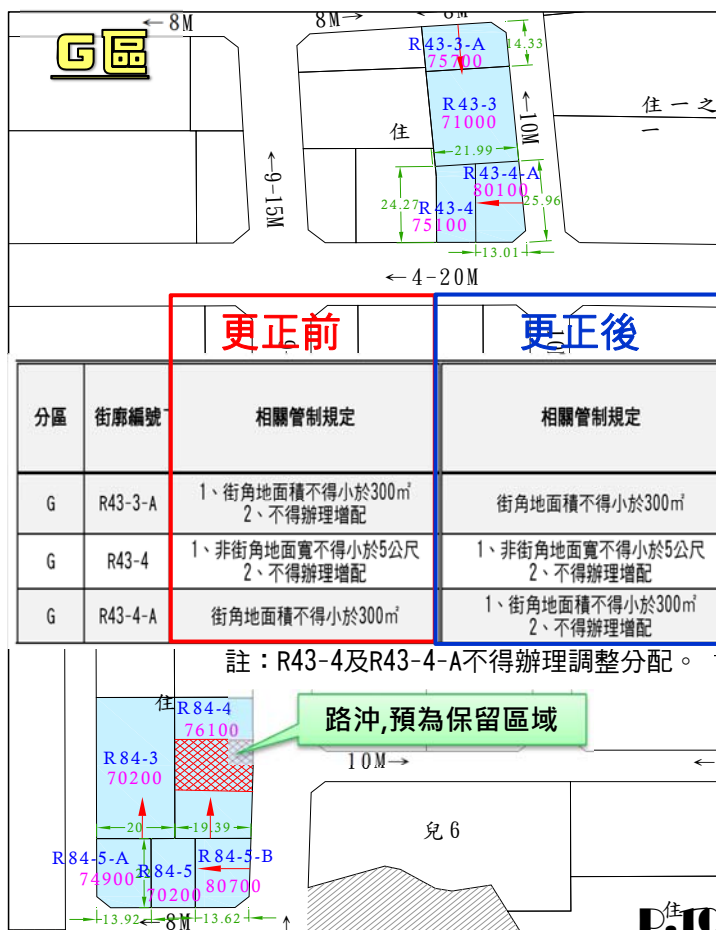 ←8M
8M→
←8M
G區
R43-3-A
75700
14.33
R43-3
71000
住
←10M
住一之一
21.99
R43-4-A
80100
24.27
R43-4
75100
25.96
←9-15M
13.01
←4-20M
更正前
更正後
分區
街廓編號
相關管制規定
相關管制規定
G
R43-3-A
1、街角地面積不得小於300㎡
2、不得辦理增配
街角地面積不得小於300㎡
G
R43-4
1、非街角地面寬不得小於5公尺
2、不得辦理增配
1、非街角地面寬不得小於5公尺
2、不得辦理增配
G
R43-4-A
街角地面積不得小於300㎡
1、街角地面積不得小於300㎡
2、不得辦理增配
註：R43-4及R43-4-A不得辦理調整分配。
住
R84-4
76100
路沖,預為保留區域
R84-3
70200
10M→
←
20
19.39
兒6
R84-5-A
74900
R84-5
70200
R84-5-B
80700
13.92
13.62
←8M
住